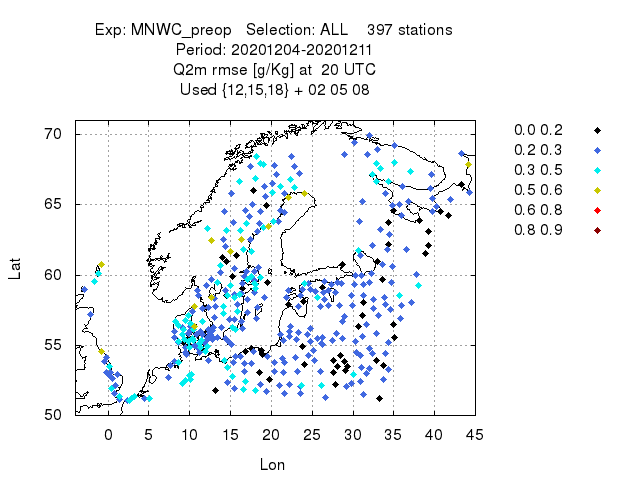 Exp: MNWC_preop   Selection: ALL    397 stations
Period: 20201204-20201211
Q2m rmse [g/Kg] at  20 UTC
Used {12,15,18} + 02 05 08
0.0 0.2
0.2 0.3
0.3 0.5
0.5 0.6
0.6 0.8
0.8 0.9
70
65
60
55
50
Lat
0 5 10 15 20 25 30 35 40 45
Lon